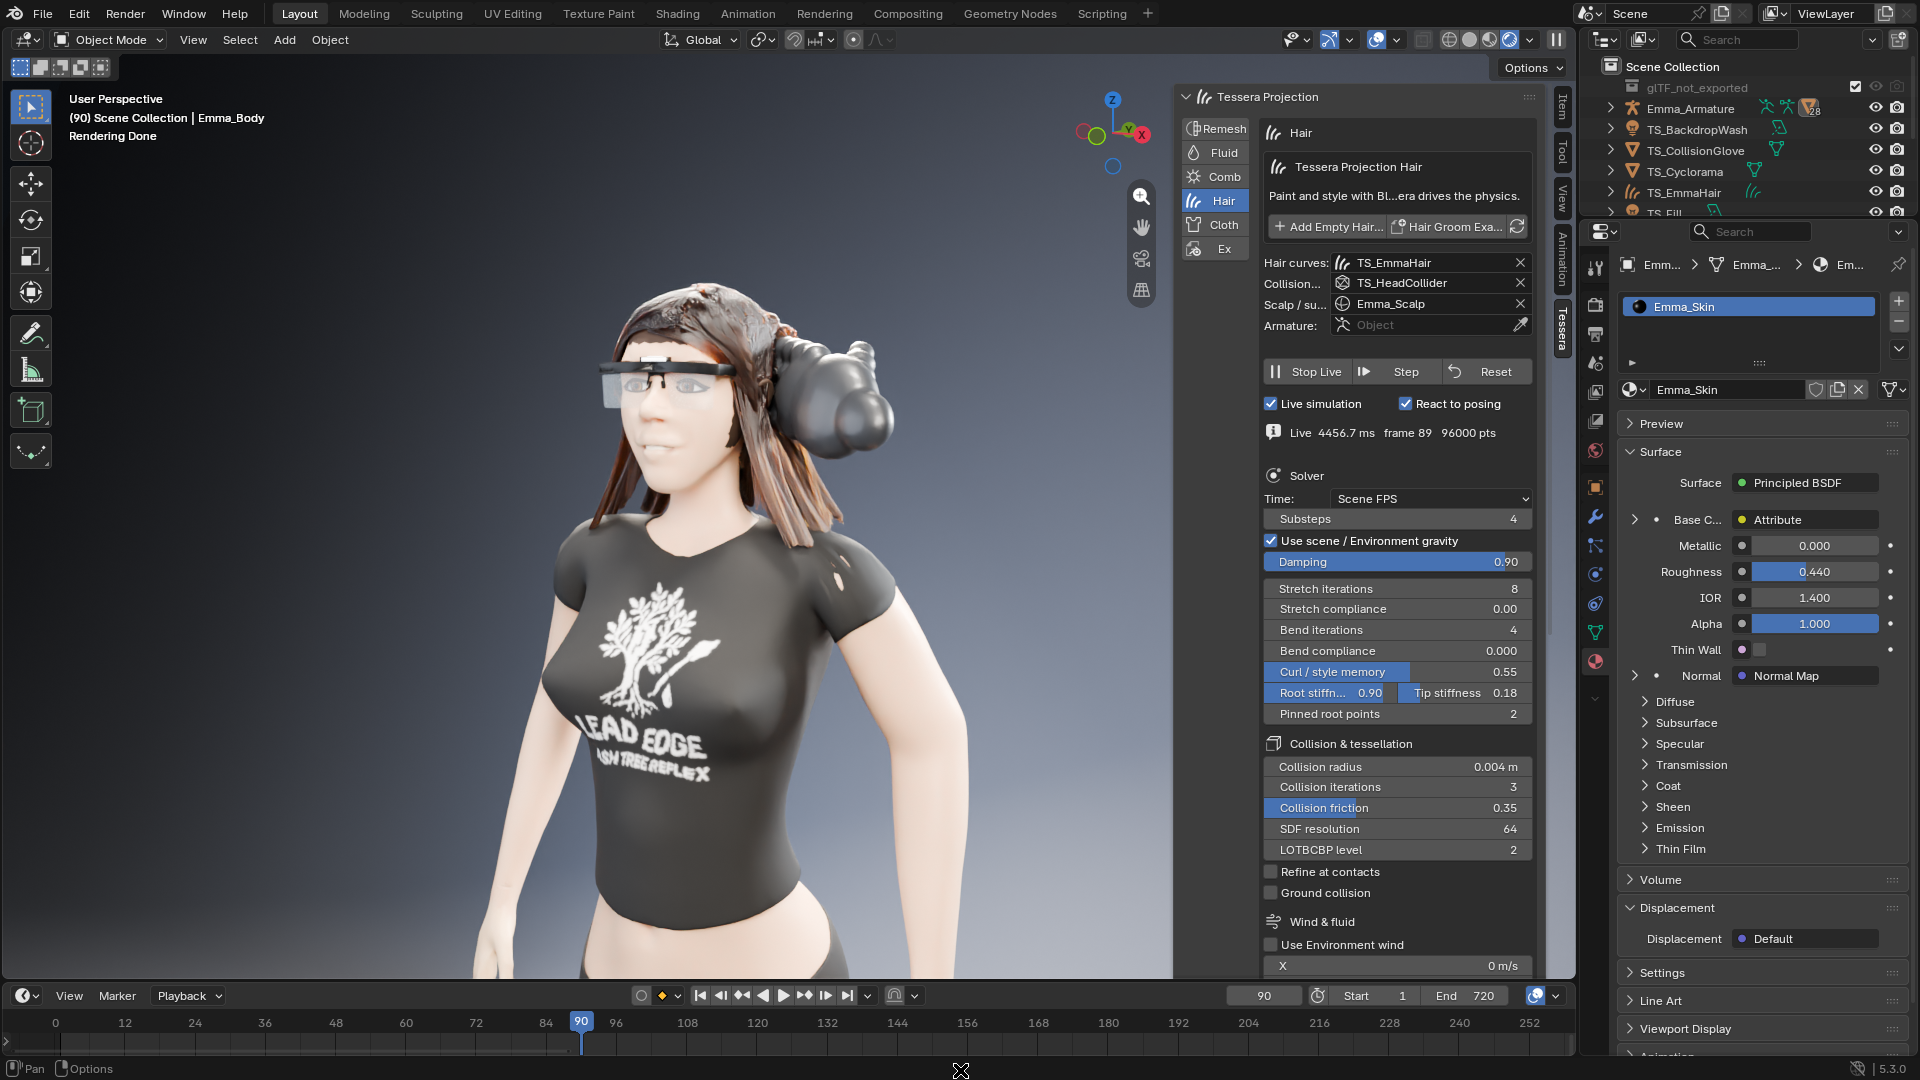 File Edit Render Window Help Layout Modeling Sculpting UV Editing Texture Paint Shading Animation Rendering Compositing Geometry Nodes Scripting + Scene ViewLayer
Object Mode View Select Add Object Global Search
Options
User Perspective
(90) Scene Collection | Emma_Body
Rendering Done
Z
Y
X
LEAD EDGE
ASH TREE REFLEX
Tessera Projection
Remesh
Fluid
Comb
Hair
Cloth
Ex
Hair
Tessera Projection Hair
Paint and style with Bl...era drives the physics.
Add Empty Hair... Hair Groom Exa...
Hair curves: TS_EmmaHair
Collision... TS_HeadCollider
Scalp / su... Emma_Scalp
Armature: Object
Stop Live Step Reset
Live simulation React to posing
Live 4456.7 ms frame 89 96000 pts
Solver
Time: Scene FPS
Substeps 4
Use scene / Environment gravity
Damping 0.90
Stretch iterations 8
Stretch compliance 0.00
Bend iterations 4
Bend compliance 0.000
Curl / style memory 0.55
Root stiffn... 0.90 Tip stiffness 0.18
Pinned root points 2
Collision & tessellation
Collision radius 0.004 m
Collision iterations 3
Collision friction 0.35
SDF resolution 64
LOTBCBP level 2
Refine at contacts
Ground collision
Wind & fluid
Use Environment wind
X 0 m/s
Item
Tool
View
Animation
Tessera
Scene Collection
glTF_not_exported
Emma_Armature 28
TS_BackdropWash
TS_CollisionGlove
TS_Cyclorama
TS_EmmaHair
TS_Fill
Search
Emm... Emma_... Em...
Emma_Skin
Emma_Skin
Preview
Surface
Surface Principled BSDF
Base C... Attribute
Metallic 0.000
Roughness 0.440
IOR 1.400
Alpha 1.000
Thin Wall
Normal Normal Map
Diffuse
Subsurface
Specular
Transmission
Coat
Sheen
Emission
Thin Film
Volume
Displacement
Displacement Default
Settings
Line Art
Viewport Display
View Marker Playback 90 Start 1 End 720
0 12 24 36 48 60 72 84 90 96 108 120 132 144 156 168 180 192 204 216 228 240 252
Pan Options 5.3.0